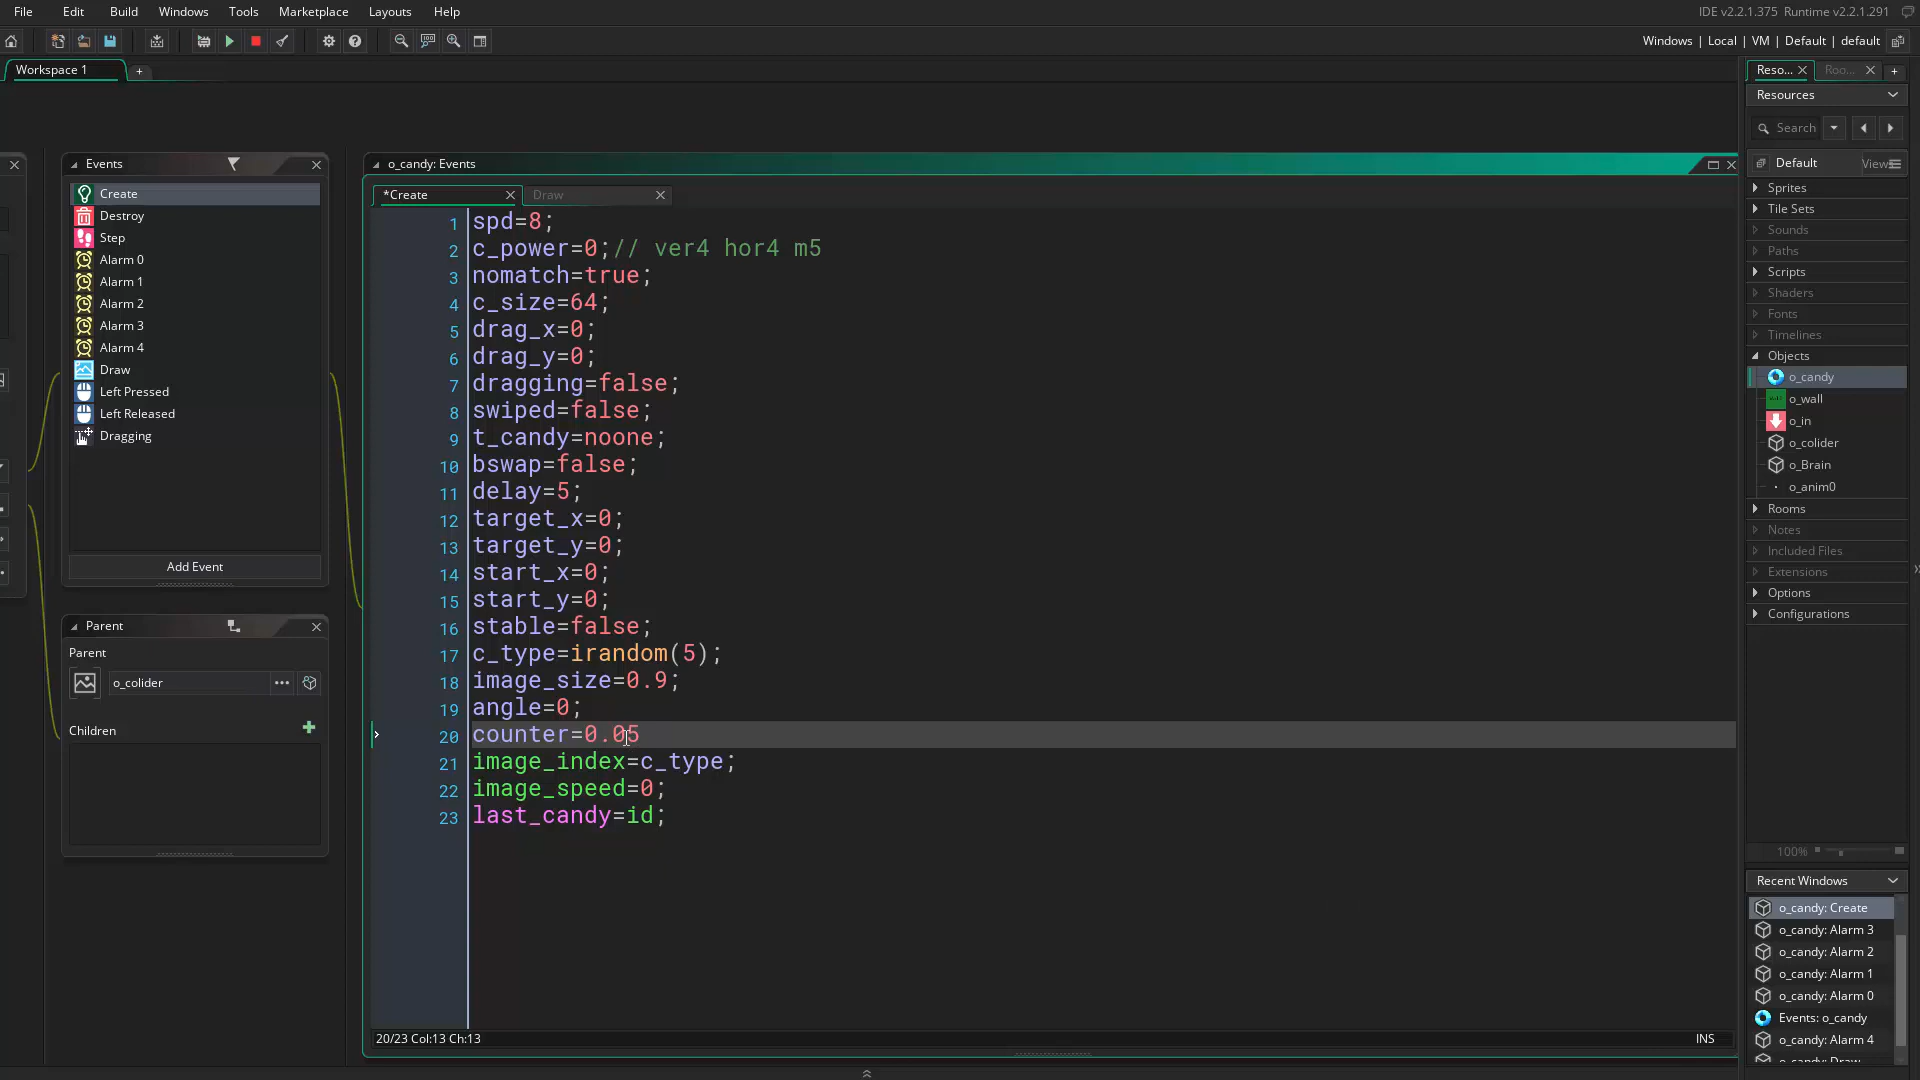 File Edit Build Windows Tools Marketplace Layouts Help
IDE v2.2.1.375 Runtime v2.2.1.291
Windows | Local | VM | Default | default
Workspace 1
Events
Create
Destroy
Step
Alarm 0
Alarm 1
Alarm 2
Alarm 3
Alarm 4
Draw
Left Pressed
Left Released
Dragging
Add Event
Parent
Parent
o_colider
Children
o_candy: Events
*Create
Draw
1 spd=8;
2 c_power=0;// ver4 hor4 m5
3 nomatch=true;
4 c_size=64;
5 drag_x=0;
6 drag_y=0;
7 dragging=false;
8 swiped=false;
9 t_candy=noone;
10 bswap=false;
11 delay=5;
12 target_x=0;
13 target_y=0;
14 start_x=0;
15 start_y=0;
16 stable=false;
17 c_type=irandom(5);
18 image_size=0.9;
19 angle=0;
20 counter=0.05
21 image_index=c_type;
22 image_speed=0;
23 last_candy=id;
20/23 Col:13 Ch:13
INS
Reso... Roo...
Resources
Search
Default
Views
Sprites
Tile Sets
Sounds
Paths
Scripts
Shaders
Fonts
Timelines
Objects
o_candy
o_wall
o_in
o_colider
o_Brain
o_anim0
Rooms
Notes
Included Files
Extensions
Options
Configurations
100%
Recent Windows
o_candy: Create
o_candy: Alarm 3
o_candy: Alarm 2
o_candy: Alarm 1
o_candy: Alarm 0
Events: o_candy
o_candy: Alarm 4
o_candy: Draw